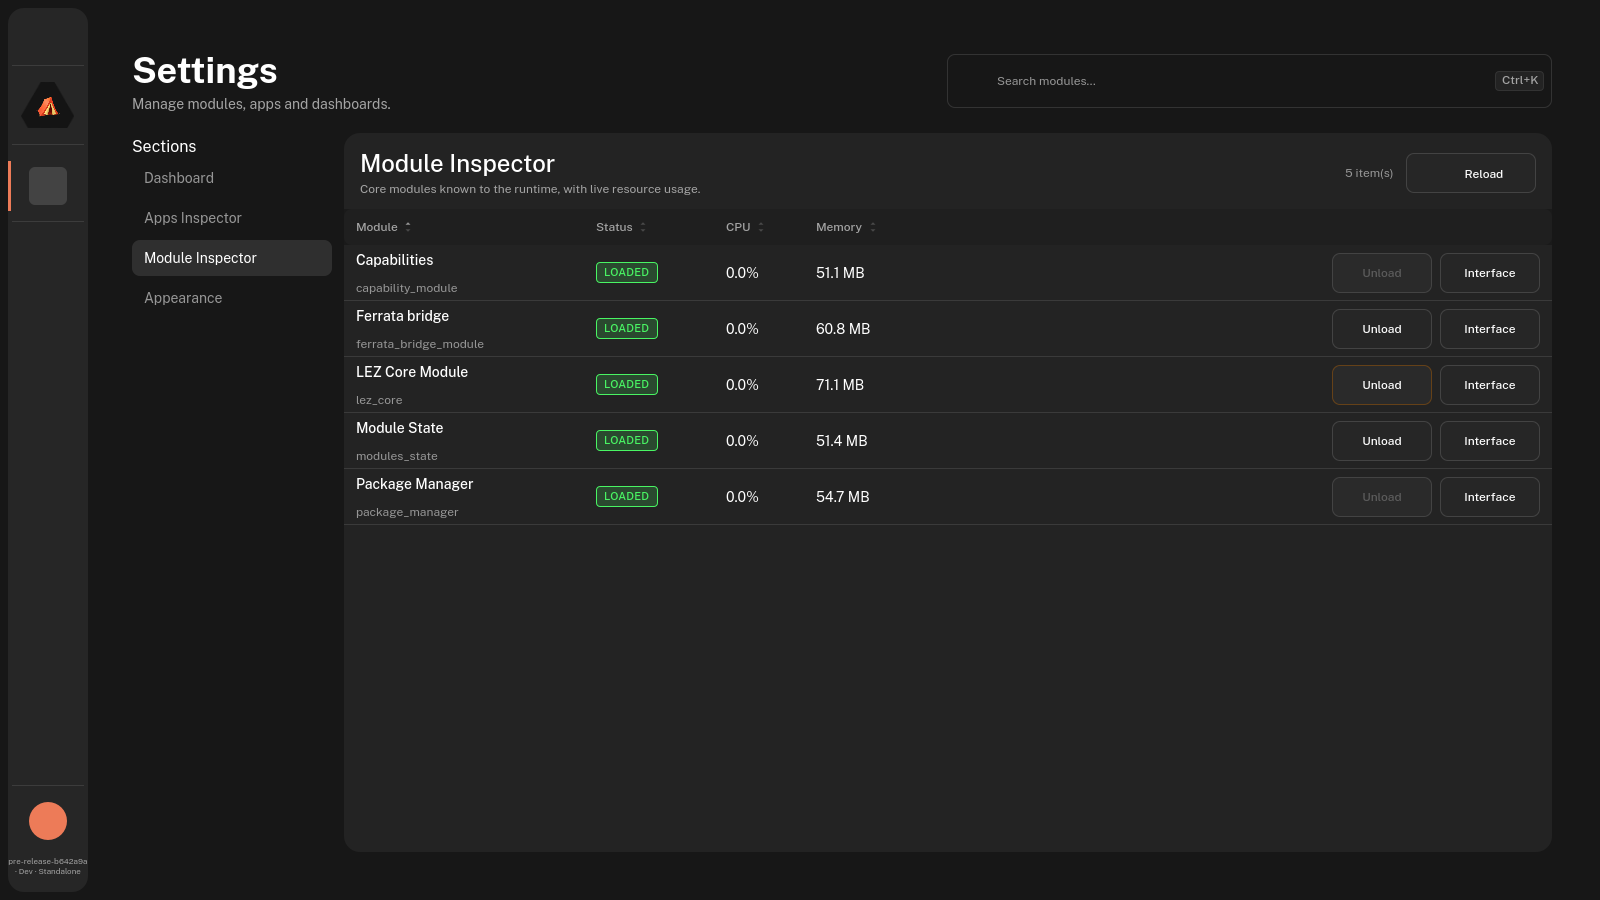 Settings
Manage modules, apps and dashboards.
Search modules...
Ctrl+K
Sections
Dashboard
Apps Inspector
Module Inspector
Appearance
Module Inspector
Core modules known to the runtime, with live resource usage.
5 item(s)
Reload
Module Status CPU Memory
Capabilities
capability_module
LOADED 0.0% 51.1 MB Unload Interface
Ferrata bridge
ferrata_bridge_module
LOADED 0.0% 60.8 MB Unload Interface
LEZ Core Module
lez_core
LOADED 0.0% 71.1 MB Unload Interface
Module State
modules_state
LOADED 0.0% 51.4 MB Unload Interface
Package Manager
package_manager
LOADED 0.0% 54.7 MB Unload Interface
pre-release-b642a9a
· Dev · Standalone